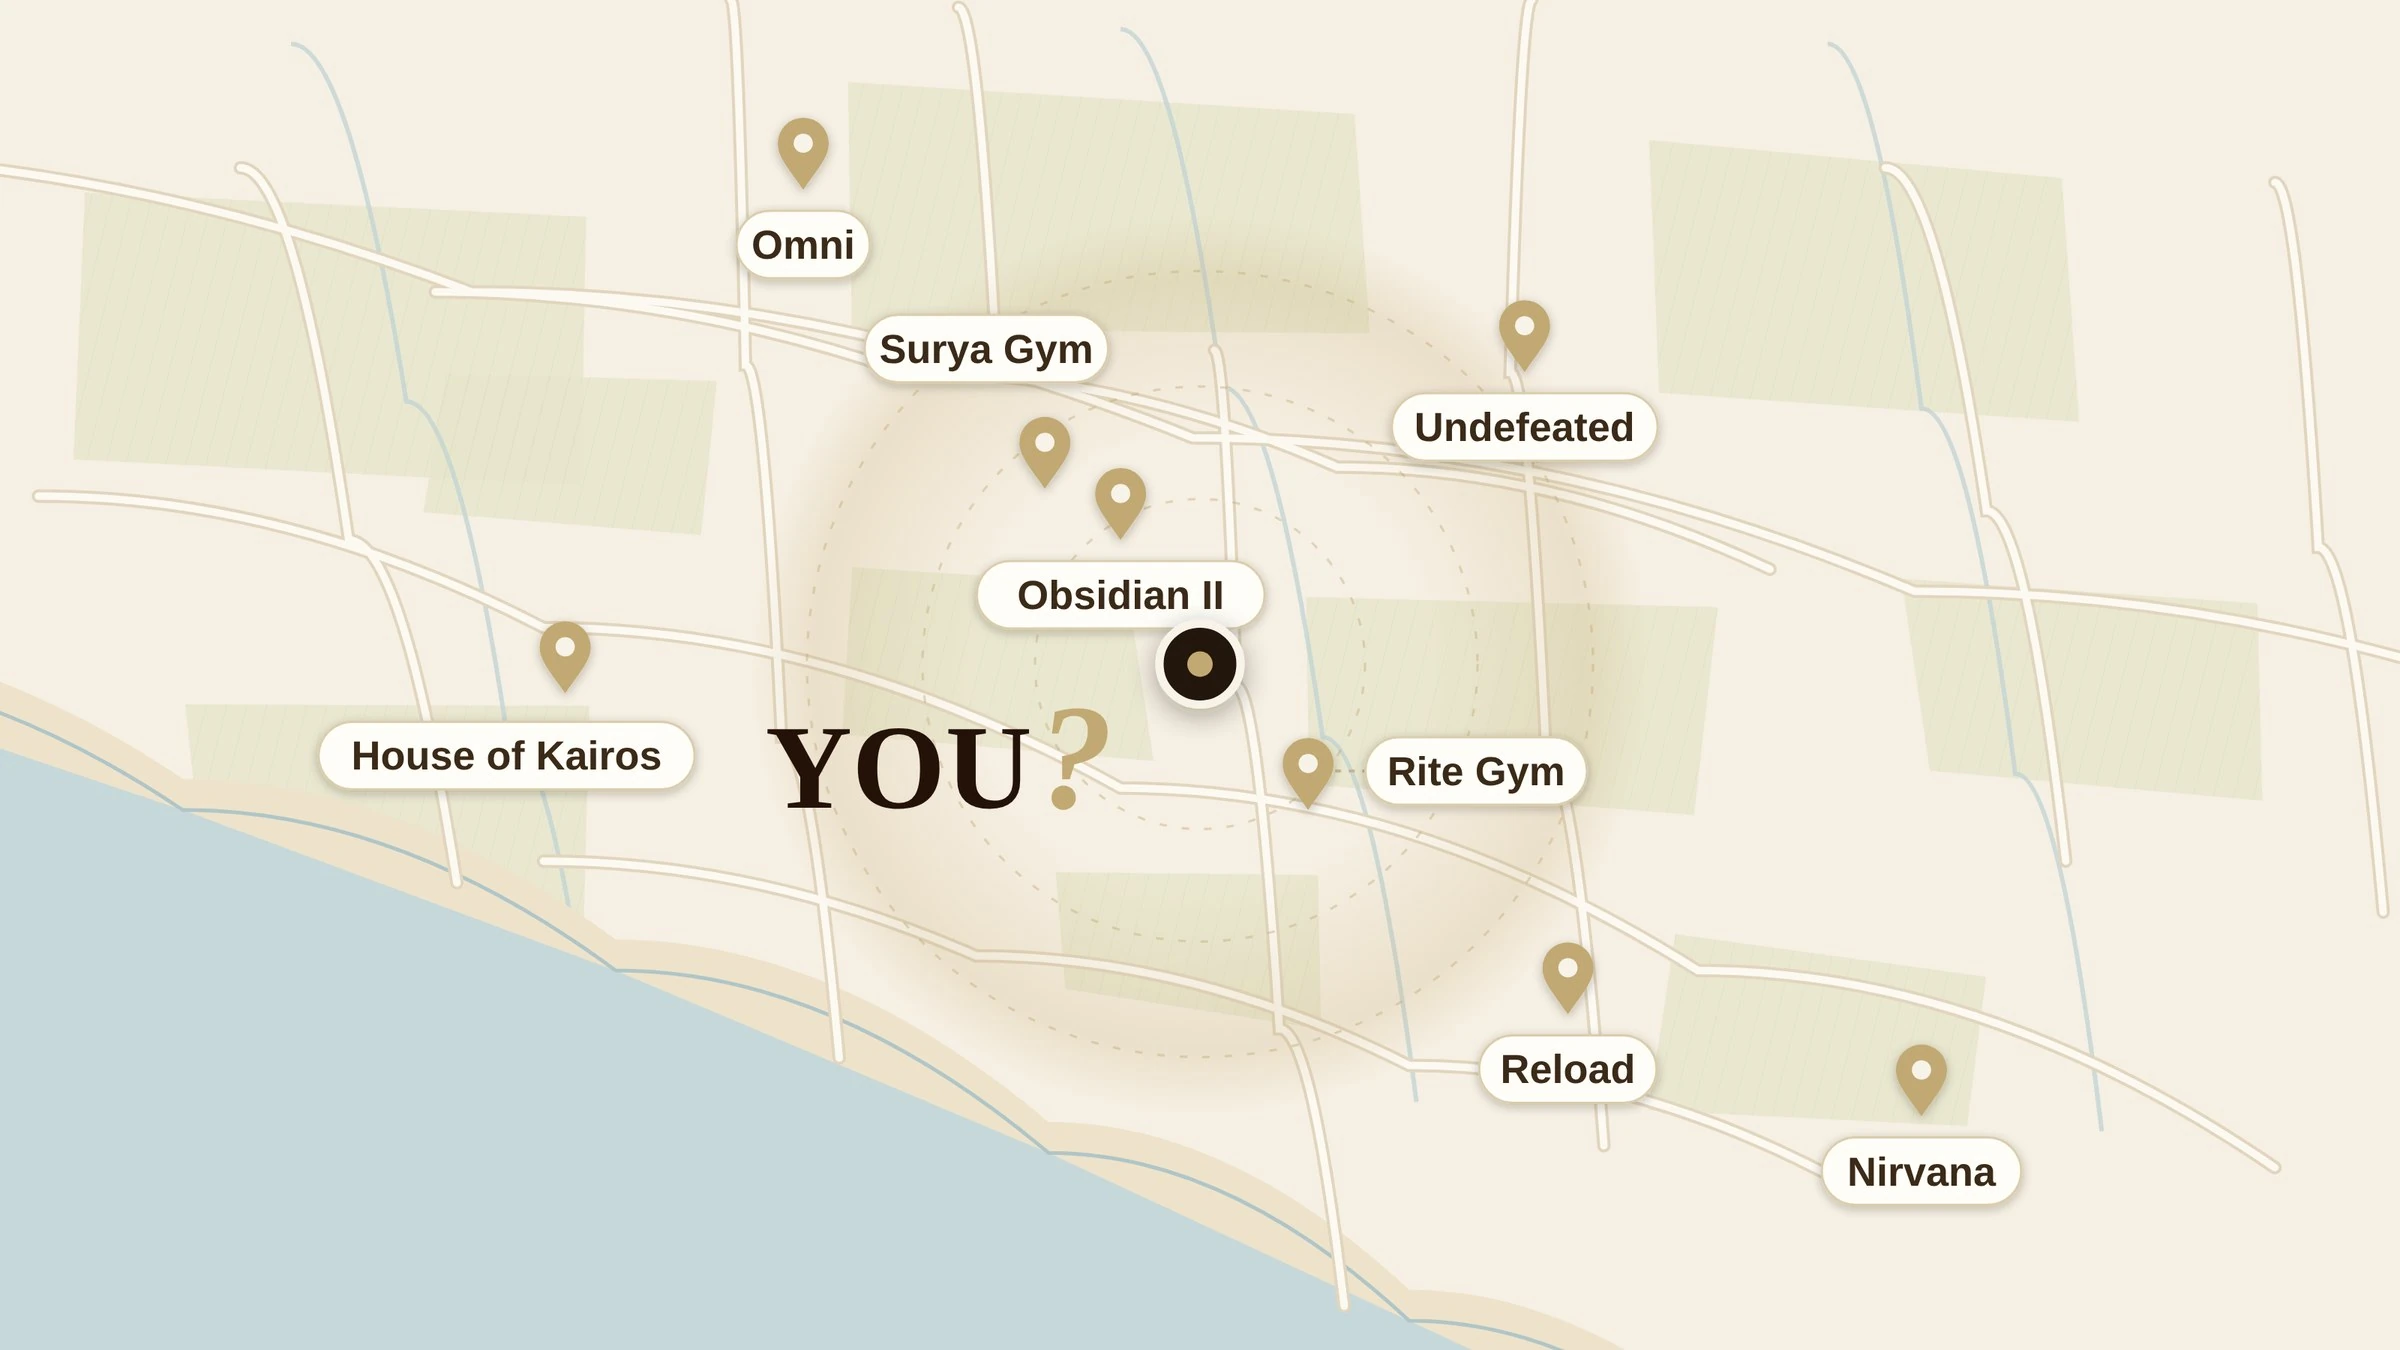 Omni
Surya Gym
Undefeated
Obsidian II
House of Kairos
YOU?
Rite Gym
Reload
Nirvana